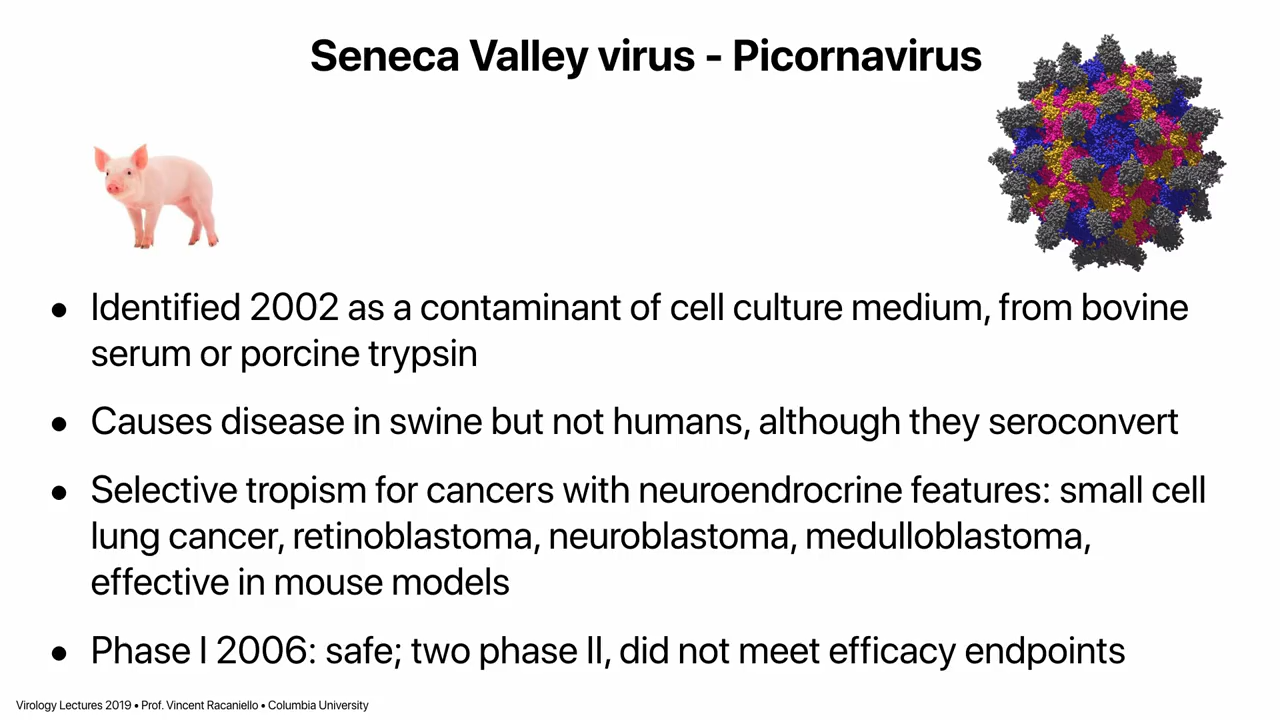 Seneca Valley virus - Picornavirus
• Identified 2002 as a contaminant of cell culture medium, from bovine
serum or porcine trypsin
• Causes disease in swine but not humans, although they seroconvert
• Selective tropism for cancers with neuroendrocrine features: small cell
lung cancer, retinoblastoma, neuroblastoma, medulloblastoma,
effective in mouse models
• Phase I 2006: safe; two phase II, did not meet efficacy endpoints
Virology Lectures 2019 • Prof. Vincent Racaniello • Columbia University